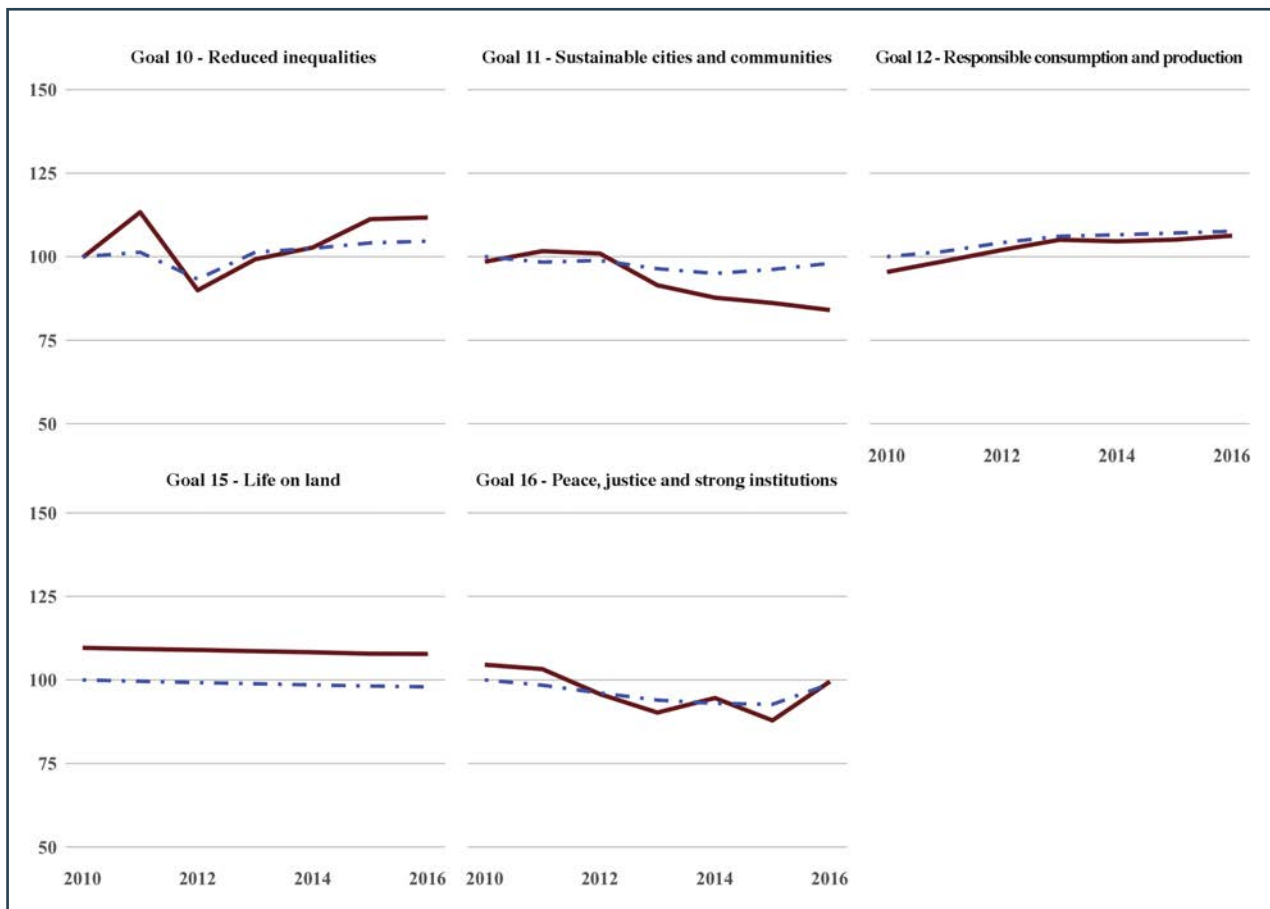 Goal 10 - Reduced inequalities
Goal 11 - Sustainable cities and communities
Goal 12 - Responsible consumption and production
150
125
100
75
50
2010 2012 2014 2016
Goal 15 - Life on land
Goal 16 - Peace, justice and strong institutions
150
125
100
75
50
2010 2012 2014 2016
2010 2012 2014 2016